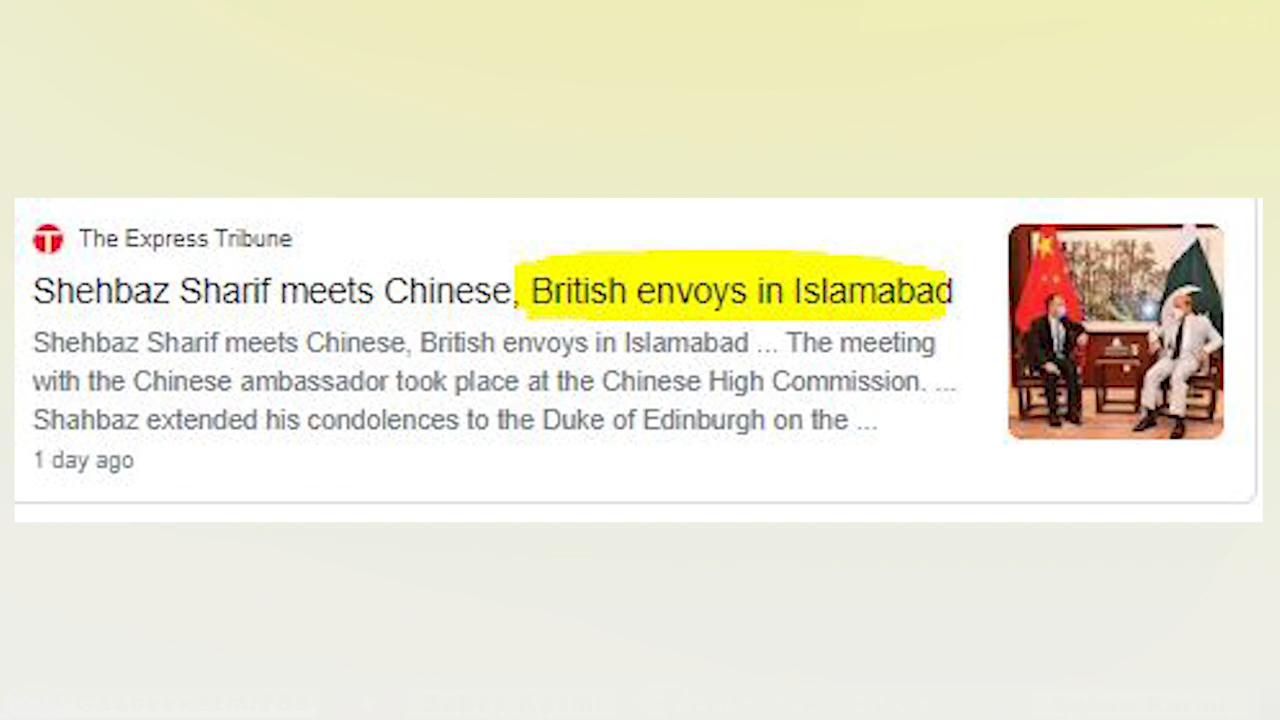 The Express Tribune
Shehbaz Sharif meets Chinese, British envoys in Islamabad
Shehbaz Sharif meets Chinese, British envoys in Islamabad ... The meeting
with the Chinese ambassador took place at the Chinese High Commission. ...
Shahbaz extended his condolences to the Duke of Edinburgh on the ...
1 day ago